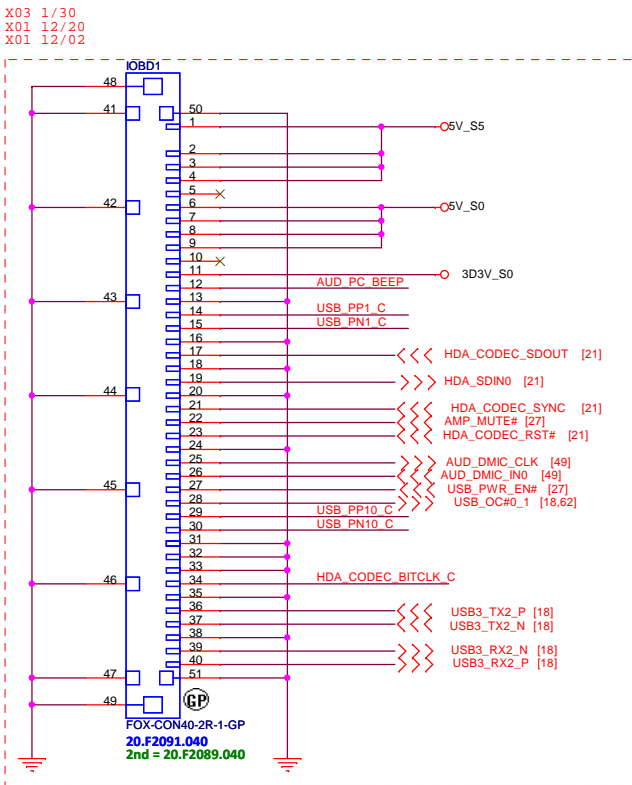 X03 1/30
X01 12/20
X01 12/02
IOBD1
48
41
50
1
5V_S5
2
3
4
5
42
6
5V_S0
7
8
9
10
11
3D3V_S0
12
AUD_PC_BEEP
43
13
14
USB_PP1_C
15
USB_PN1_C
16
17
HDA_CODEC_SDOUT [21]
18
19
HDA_SDIN0 [21]
44
20
21
HDA_CODEC_SYNC [21]
22
AMP_MUTE# [27]
23
HDA_CODEC_RST# [21]
24
25
AUD_DMIC_CLK [49]
26
AUD_DMIC_IN0 [49]
45
27
USB_PWR_EN# [27]
28
USB_OC#0_1 [18,62]
29
USB_PP10_C
30
USB_PN10_C
31
32
33
46
34
HDA_CODEC_BITCLK_C
35
36
USB3_TX2_P [18]
37
USB3_TX2_N [18]
38
39
USB3_RX2_N [18]
40
USB3_RX2_P [18]
47
51
49
GP
FOX-CON40-2R-1-GP
20.F2091.040
2nd = 20.F2089.040